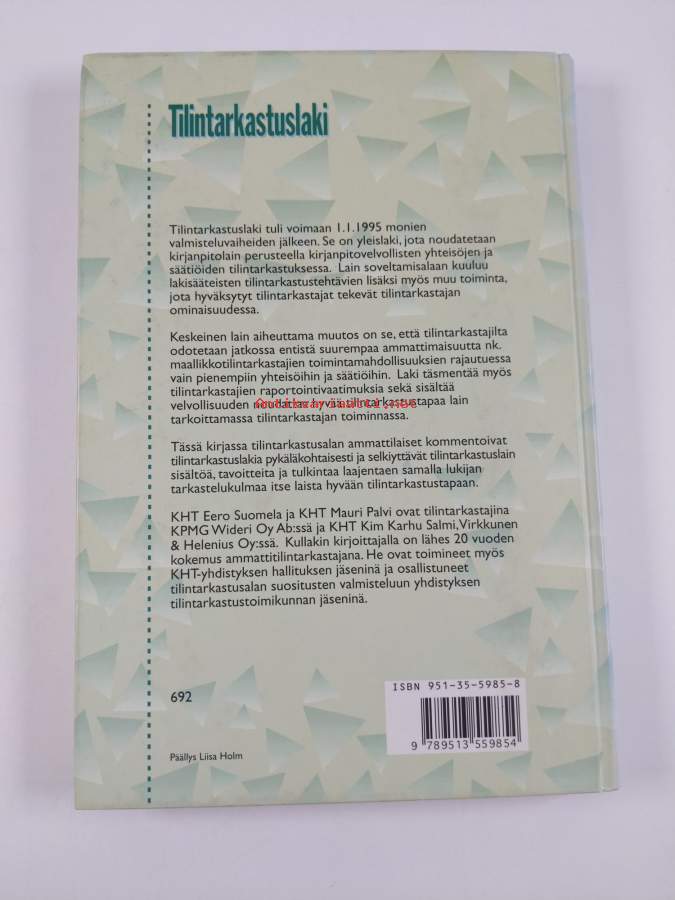 Tilintarkastuslaki
Tilintarkastuslaki tuli voimaan 1.1.1995 monien
valmisteluvaiheiden jälkeen. Se on yleislaki, jota noudatetaan
kirjanpitolain perusteella kirjanpitovelvollisten yhteisöjen ja
säätiöiden tilintarkastuksessa. Lain soveltamisalaan kuuluu
lakisääteisten tilintarkastustehtävien lisäksi myös muu toiminta,
jota hyväksytyt tilintarkastajat tekevät tilintarkastajan
ominaisuudessa.
Keskeinen lain aiheuttama muutos on se, että tilintarkastajilta
odotetaan jatkossa entistä suurempaa ammattimaisuutta nk.
maallikkotilintarkastajien toimintamahdollisuuksien rajautuessa
vain pienempiin yhteisöihin ja säätiöihin. Laki täsmentää myös
tilintarkastajien raportointivaatimuksia sekä sisältää
velvollisuuden noudattaa hyvää tilintarkastustapaa lain
tarkoittamassa tilintarkastajan toiminnassa.
Tässä kirjassa tilintarkastusalan ammattilaiset kommentoivat
tilintarkastuslakia pykäläkohtaisesti ja selkiyttävät tilintarkastuslain
sisältöä, tavoitteita ja tulkintaa laajentaen samalla lukijan
tarkastelukulmaa itse laista hyvään tilintarkastustapaan.
KHT Eero Suomela ja KHT Mauri Palvi ovat tilintarkastajina
KPMG Wideri Oy Ab:ssä ja KHT Kim Karhu Salmi, Virkkunen
& Helenius Oy:ssä. Kullakin kirjoittajalla on lähes 20 vuoden
kokemus ammattitilintarkastajana. He ovat toimineet myös
KHT-yhdistyksen hallituksen jäseninä ja osallistuneet
tilintarkastusalan suositusten valmisteluun yhdistyksen
tilintarkastustoimikunnan jäseninä.
692
ISBN 951-35-5985-8
9 789513 559854
Päällys Liisa Holm